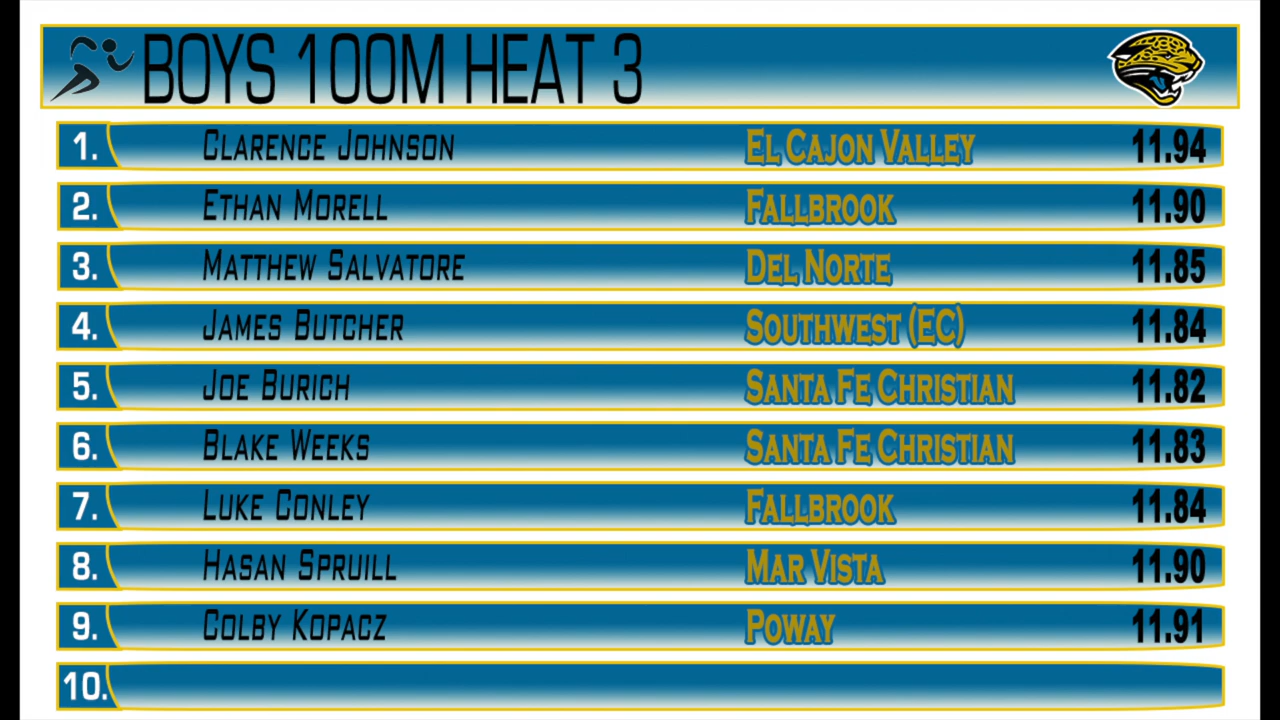 BOYS 100M HEAT 3
1. CLARENCE JOHNSON EL CAJON VALLEY 11.94
2. ETHAN MORELL FALLBROOK 11.90
3. MATTHEW SALVATORE DEL NORTE 11.85
4. JAMES BUTCHER SOUTHWEST (EC) 11.84
5. JOE BURICH SANTA FE CHRISTIAN 11.82
6. BLAKE WEEKS SANTA FE CHRISTIAN 11.83
7. LUKE CONLEY FALLBROOK 11.84
8. HASAN SPRUILL MAR VISTA 11.90
9. COLBY KOPACZ POWAY 11.91
10.